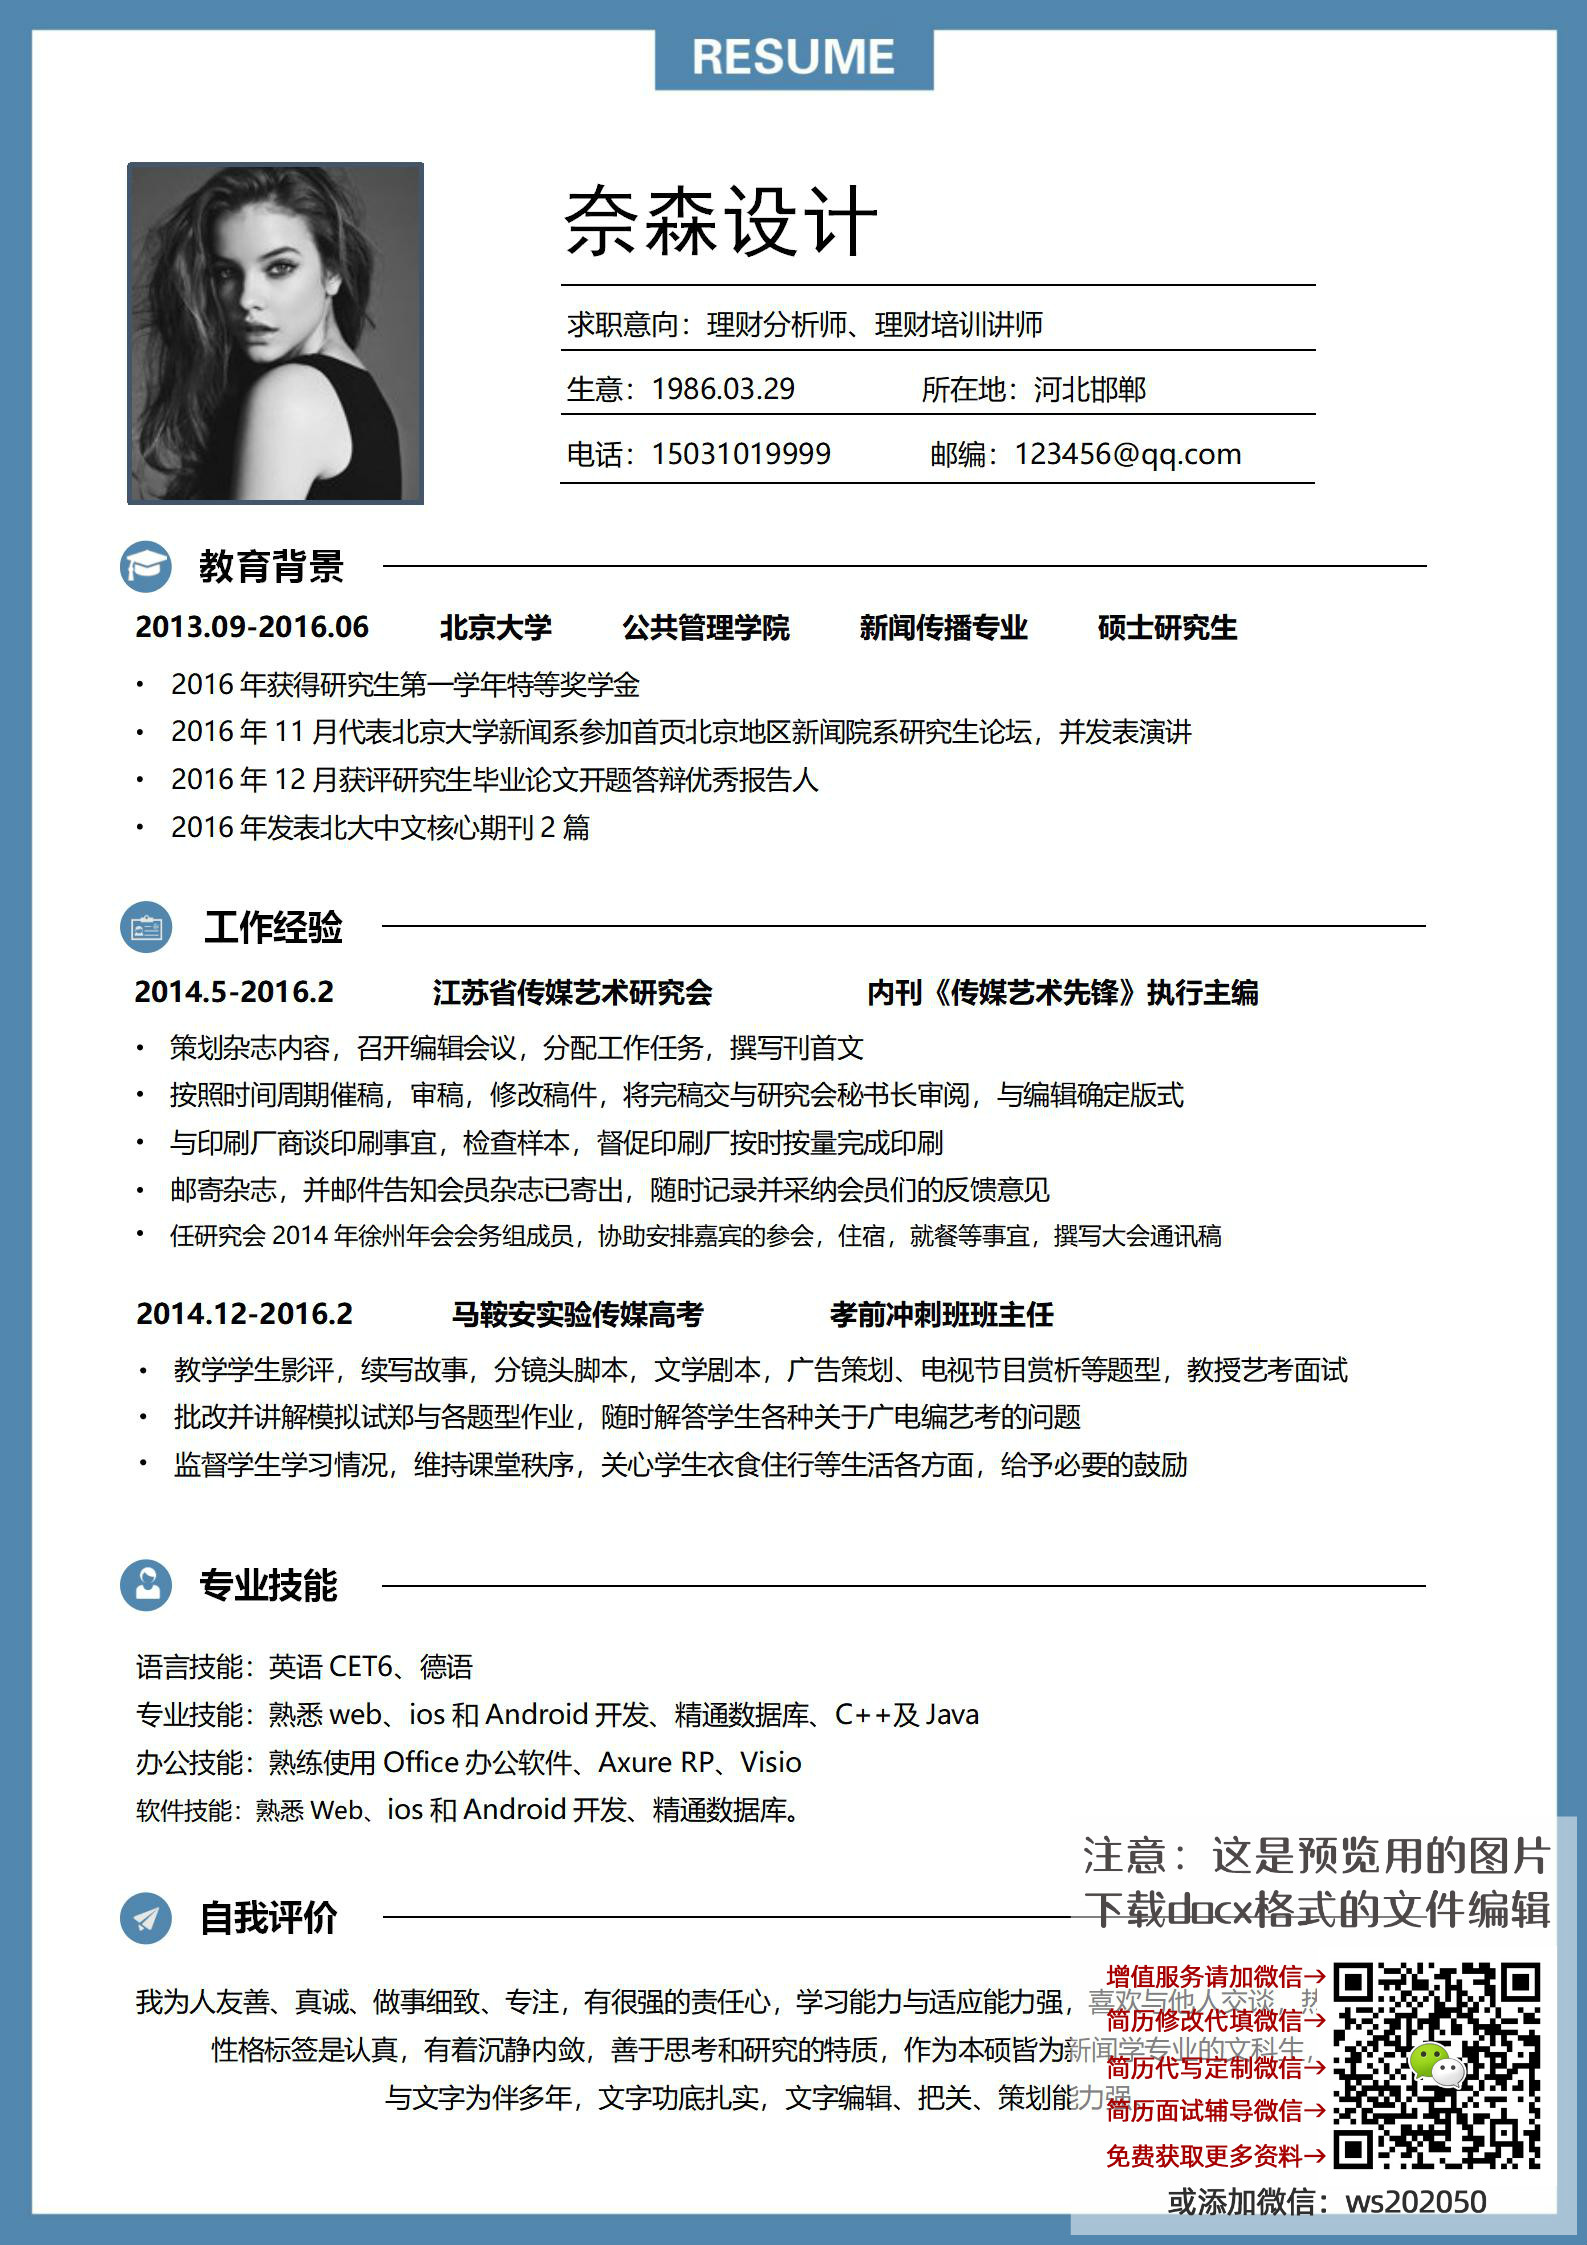 RESUME
奈森设计
求职意向：理财分析师、理财培训讲师
生意：1986.03.29 所在地：河北邯郸
电话：15031019999 邮编：123456@qq.com
教育背景
2013.09-2016.06 北京大学 公共管理学院 新闻传播专业 硕士研究生
• 2016 年获得研究生第一学年特等奖学金
• 2016 年 11 月代表北京大学新闻系参加首页北京地区新闻院系研究生论坛，并发表演讲
• 2016 年 12 月获评研究生毕业论文开题答辩优秀报告人
• 2016 年发表北大中文核心期刊 2 篇
工作经验
2014.5-2016.2 江苏省传媒艺术研究会 内刊《传媒艺术先锋》执行主编
• 策划杂志内容，召开编辑会议，分配工作任务，撰写刊首文
• 按照时间周期催稿，审稿，修改稿件，将完稿交与研究会秘书长审阅，与编辑确定版式
• 与印刷厂商谈印刷事宜，检查样本，督促印刷厂按时按量完成印刷
• 邮寄杂志，并邮件告知会员杂志已寄出，随时记录并采纳会员们的反馈意见
• 任研究会 2014 年徐州年会会务组成员，协助安排嘉宾的参会，住宿，就餐等事宜，撰写大会通讯稿
2014.12-2016.2 马鞍安实验传媒高考 孝前冲刺班班主任
• 教学学生影评，续写故事，分镜头脚本，文学剧本，广告策划、电视节目赏析等题型，教授艺考面试
• 批改并讲解模拟试郑与各题型作业，随时解答学生各种关于广电编艺考的问题
• 监督学生学习情况，维持课堂秩序，关心学生衣食住行等生活各方面，给予必要的鼓励
专业技能
语言技能：英语 CET6、德语
专业技能：熟悉 web、ios 和 Android 开发、精通数据库、C++及 Java
办公技能：熟练使用 Office 办公软件、Axure RP、Visio
软件技能：熟悉 Web、ios 和 Android 开发、精通数据库。
自我评价
我为人友善、真诚、做事细致、专注，有很强的责任心，学习能力与适应能力强，喜欢与他人交谈，热
性格标签是认真，有着沉静内敛，善于思考和研究的特质，作为本硕皆为新闻学专业的文科生，
与文字为伴多年，文字功底扎实，文字编辑、把关、策划能力强
注意：这是预览用的图片
下载docx格式的文件编辑
增值服务请加微信→
简历修改代填微信→
简历代写定制微信→
简历面试辅导微信→
免费获取更多资料→
或添加微信：ws202050